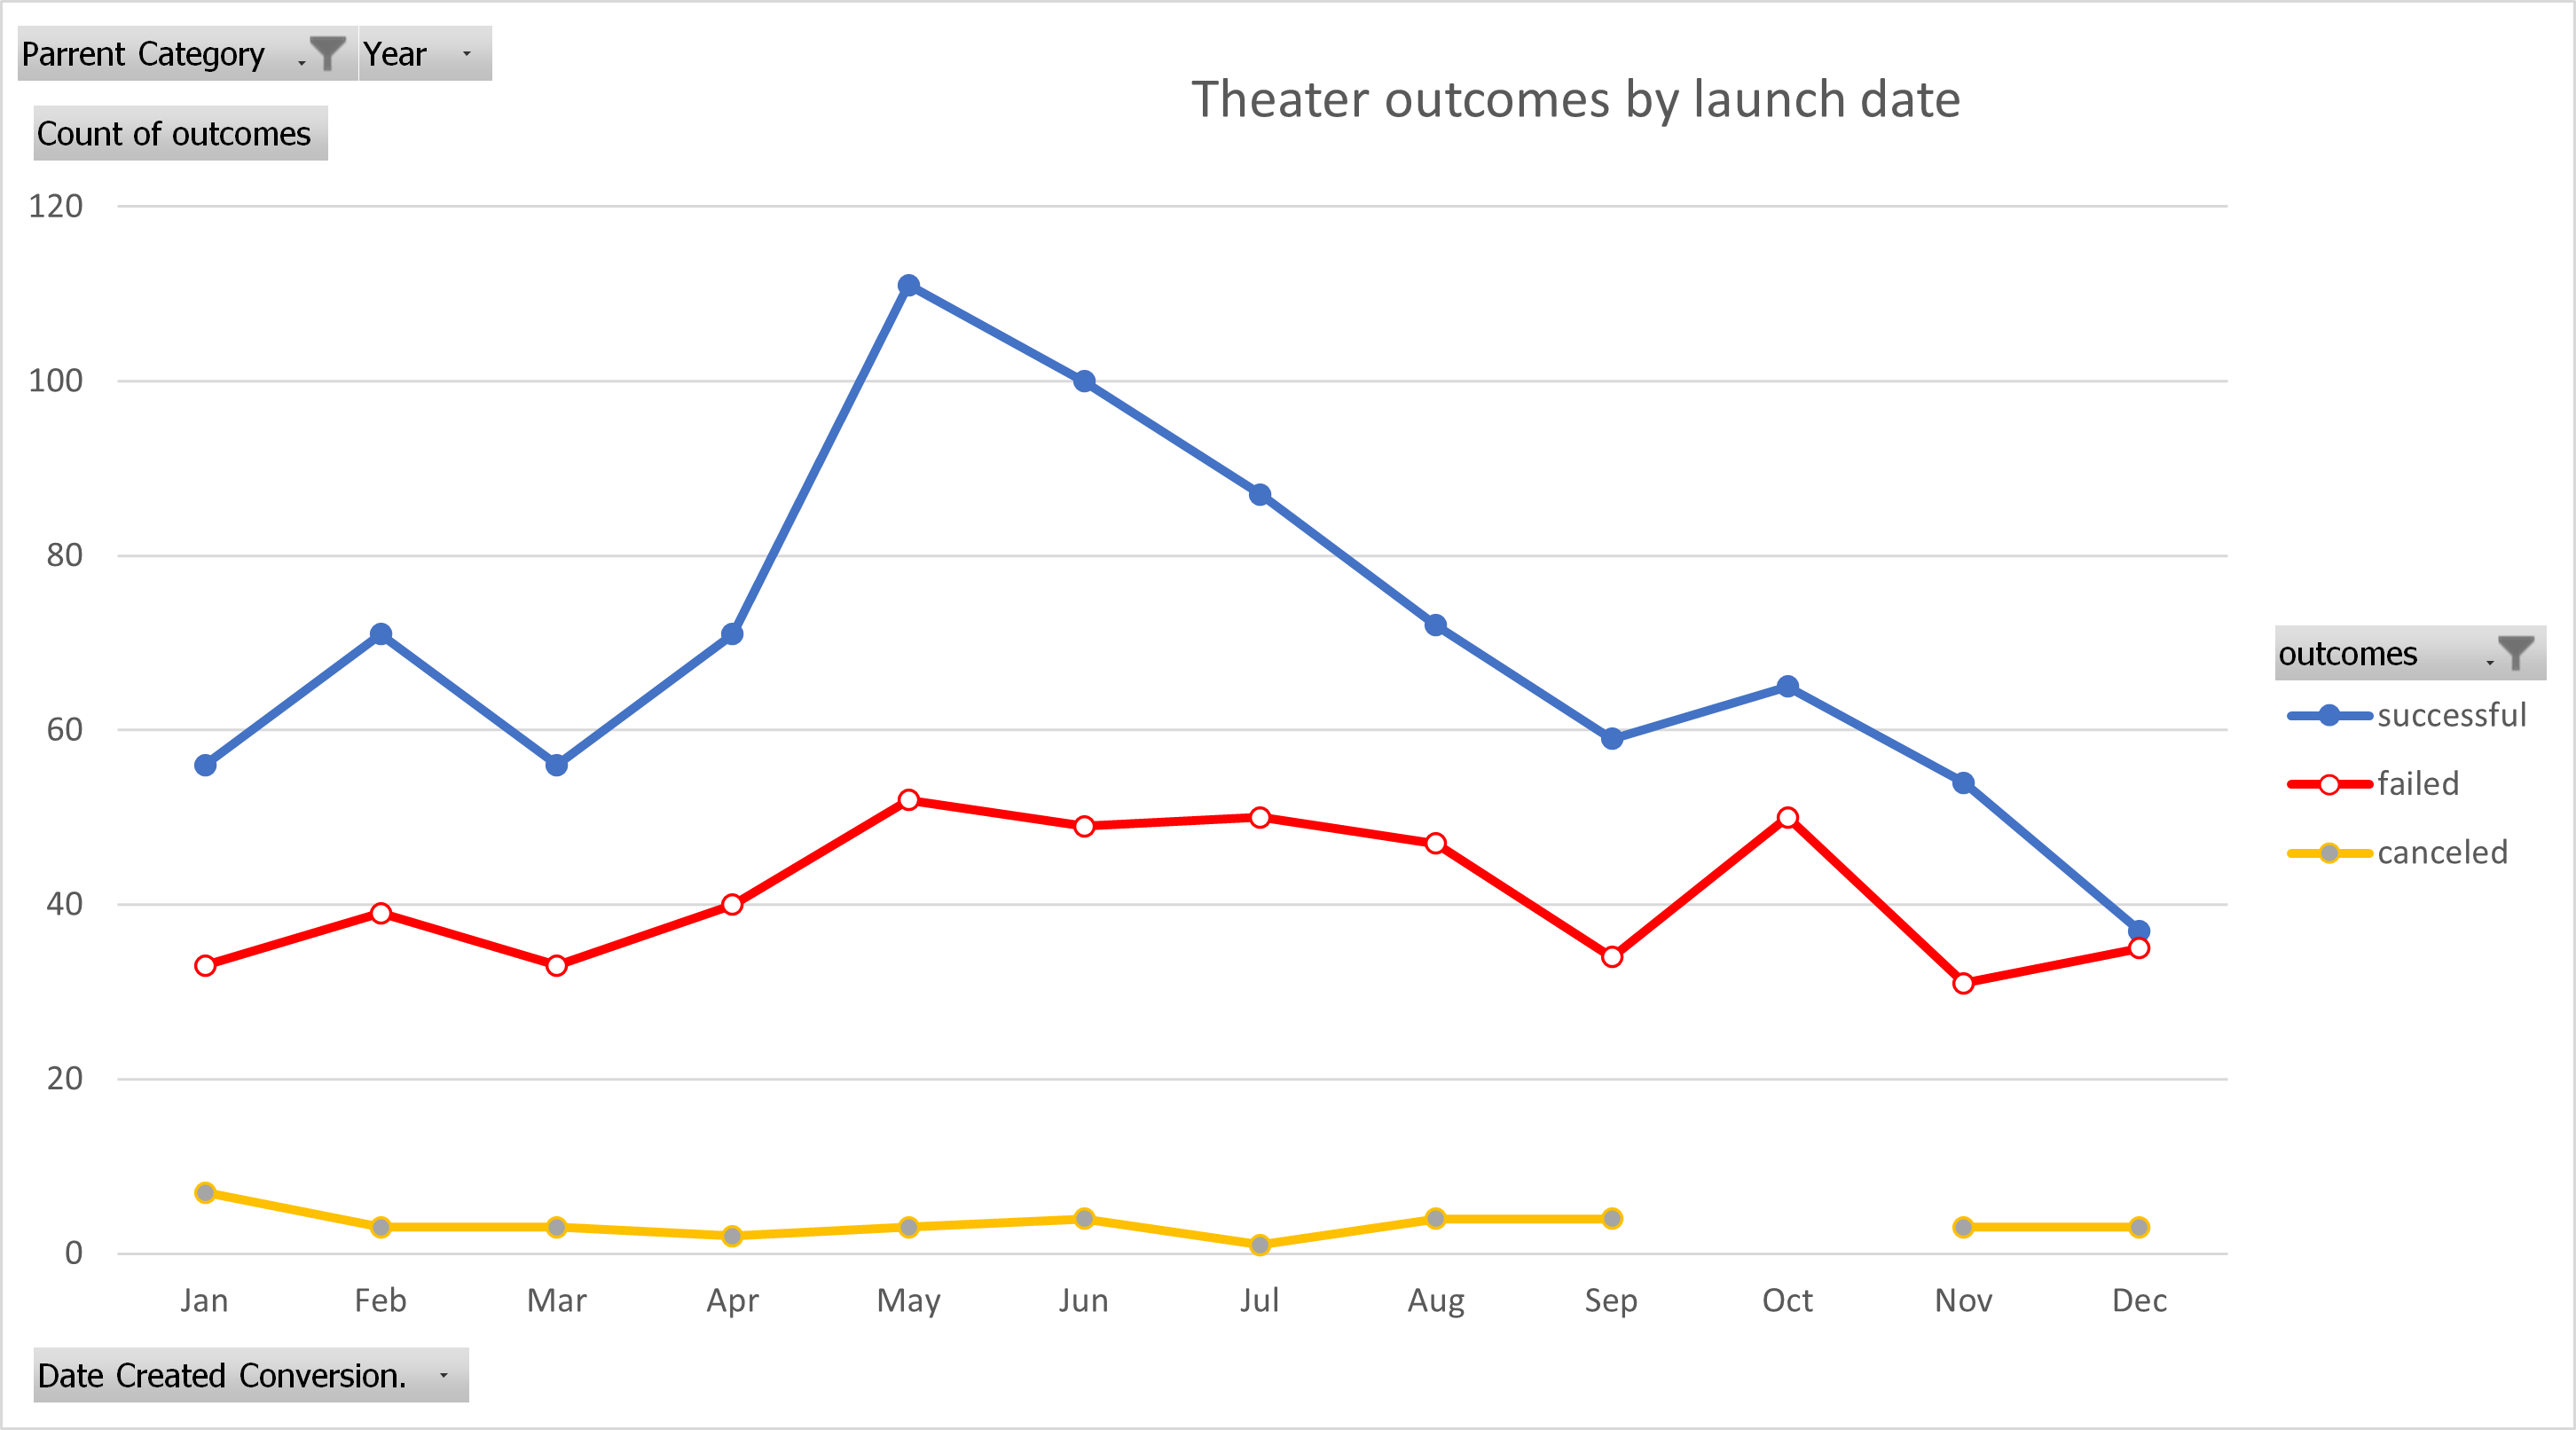 Parrent Category Year
Theater outcomes by launch date
Count of outcomes
120
100
80
60
40
20
0
outcomes
successful
failed
canceled
Jan Feb Mar Apr May Jun Jul Aug Sep Oct Nov Dec
Date Created Conversion.